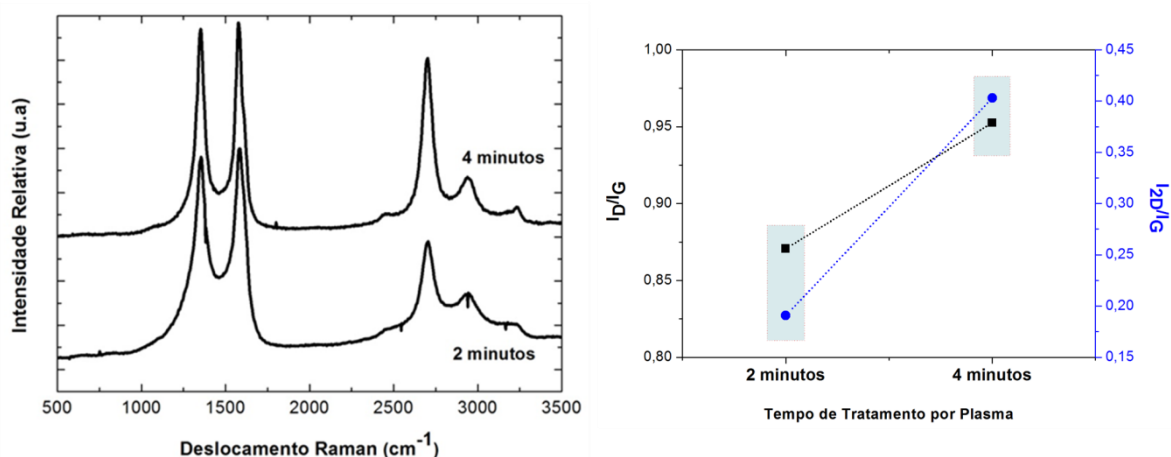 Intensidade Relativa (u.a)
4 minutos
2 minutos
500 1000 1500 2000 2500 3000 3500
Deslocamento Raman (cm⁻¹)
1,00
0,95
0,90
0,85
0,80
I_D/I_G
0,45
0,40
0,35
0,30
0,25
0,20
0,15
I_2D/I_G
2 minutos 4 minutos
Tempo de Tratamento por Plasma